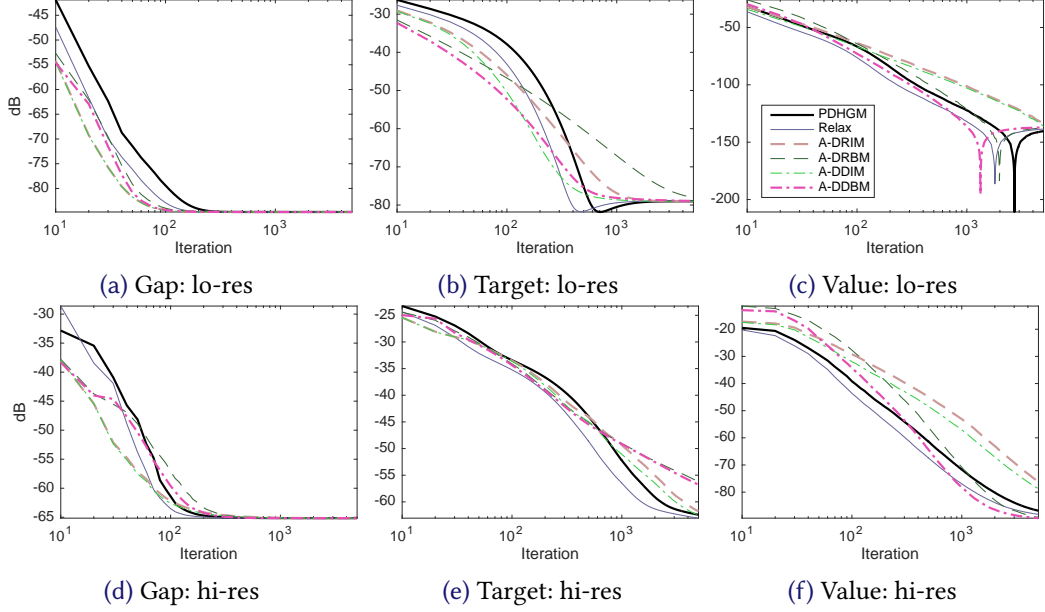 -45
-50
-55
-60
-65
-70
-75
-80
dB
10^1 10^2 10^3
Iteration
(a) Gap: lo-res
-30
-40
-50
-60
-70
-80
10^1 10^2 10^3
Iteration
(b) Target: lo-res
-50
-100
-150
-200
PDHGM
Relax
A-DRIM
A-DRBM
A-DDIM
A-DDBM
10^1 10^2 10^3
Iteration
(c) Value: lo-res
-30
-35
-40
-45
-50
-55
-60
-65
dB
10^1 10^2 10^3
Iteration
(d) Gap: hi-res
-25
-30
-35
-40
-45
-50
-55
-60
10^1 10^2 10^3
Iteration
(e) Target: hi-res
-20
-30
-40
-50
-60
-70
-80
10^1 10^2 10^3
Iteration
(f) Value: hi-res